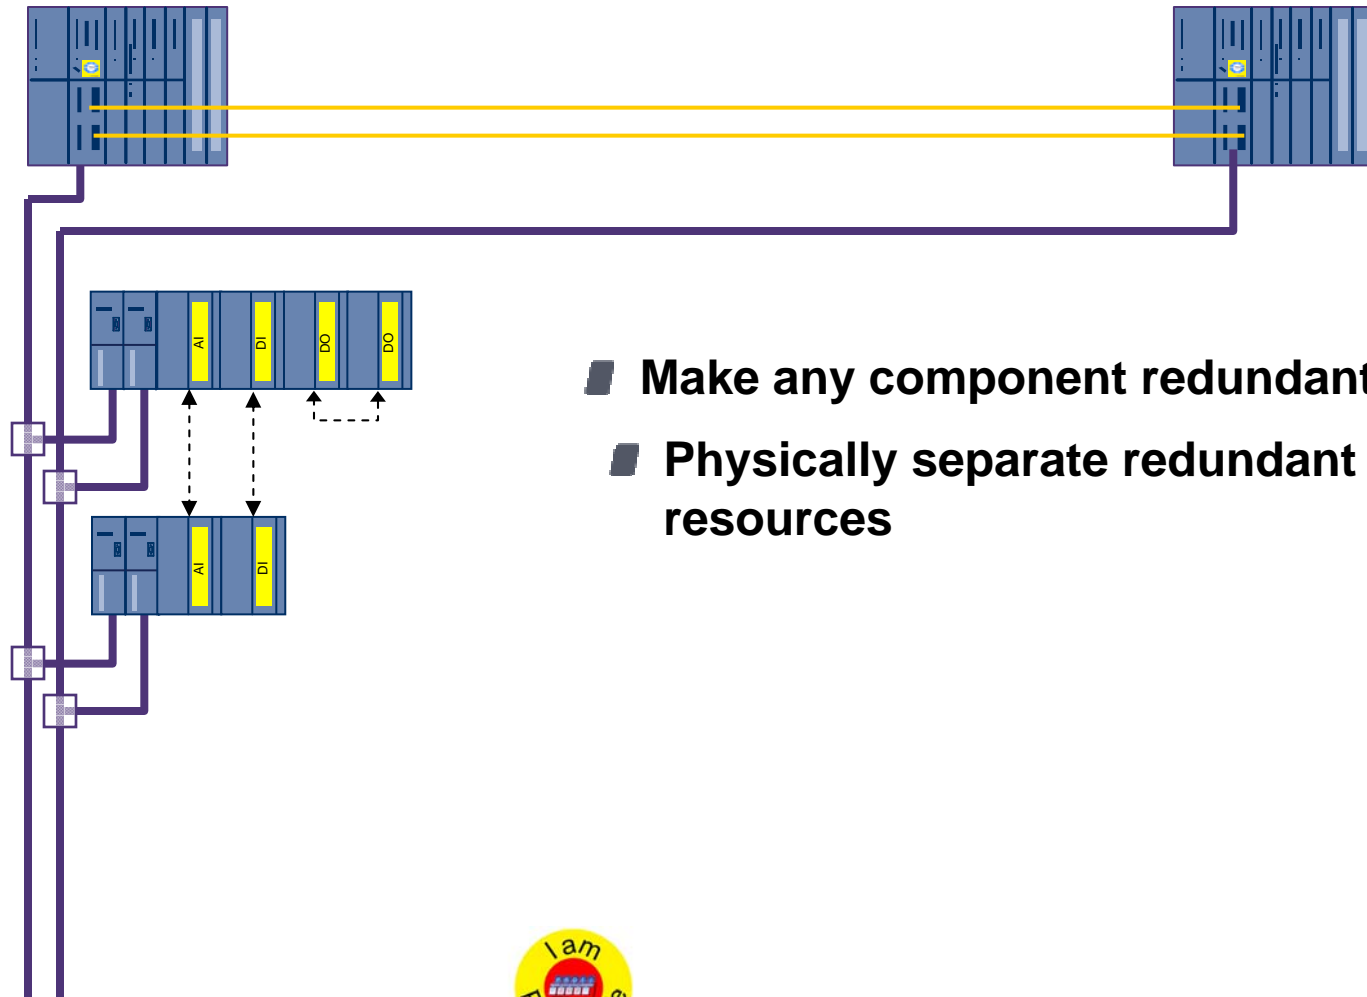 AI
DI
DO
DO
Make any component redundant
Physically separate redundant
resources
AI
DI
I am